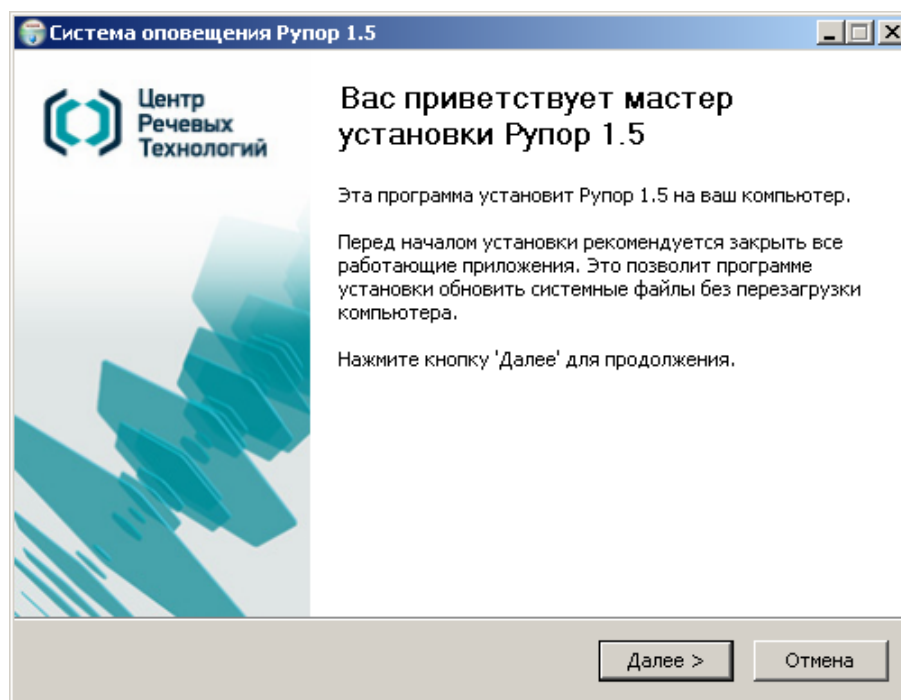 Система оповещения Рупор 1.5
Центр
Речевых
Технологий
Вас приветствует мастер
установки Рупор 1.5
Эта программа установит Рупор 1.5 на ваш компьютер.
Перед началом установки рекомендуется закрыть все
работающие приложения. Это позволит программе
установки обновить системные файлы без перезагрузки
компьютера.
Нажмите кнопку 'Далее' для продолжения.
Далее >
Отмена